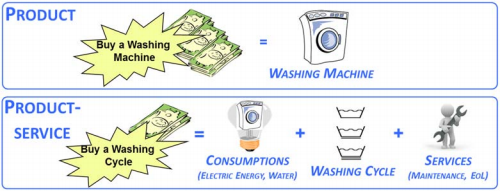 PRODUCT
Buy a Washing
Machine
=
WASHING MACHINE
PRODUCT-
SERVICE
Buy a Washing
Cycle
=
CONSUMPTIONS
(ELECTRIC ENERGY, WATER)
+
WASHING CYCLE
+
SERVICES
(MAINTENANCE, EOL)